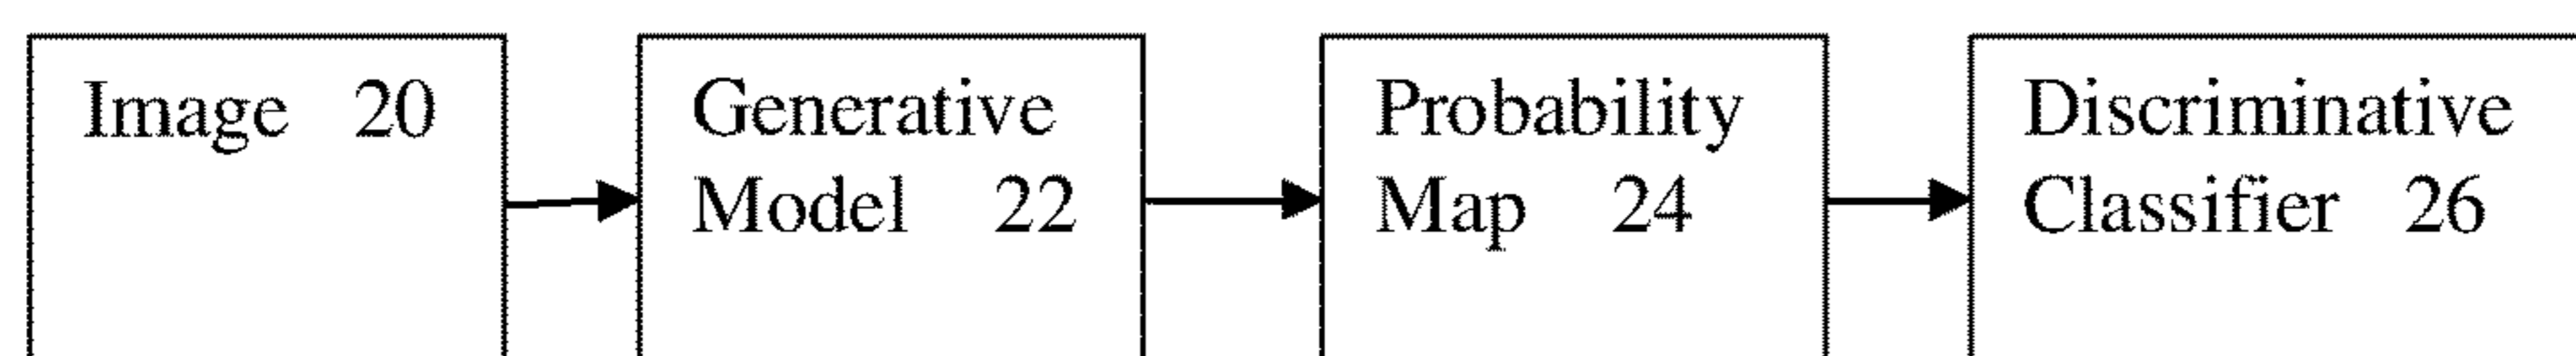 Image 20
Generative
Model 22
Probability
Map 24
Discriminative
Classifier 26